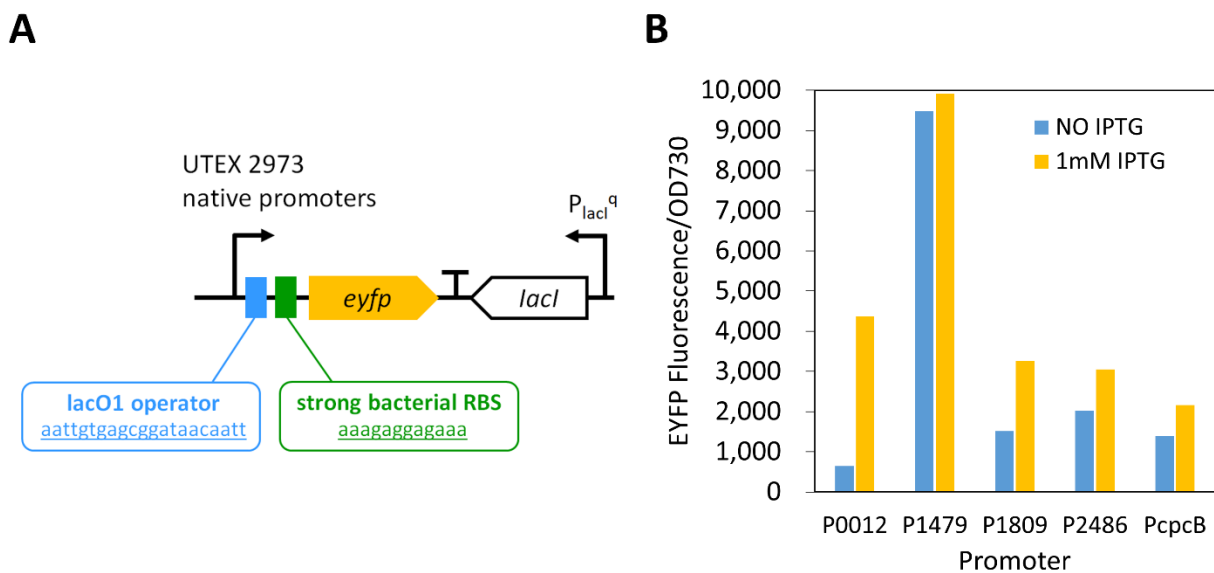 A
UTEX 2973
native promoters
PlacIq
eyfp
lacI
lacO1 operator
aattgtgagcggataacaatt
strong bacterial RBS
aaagaggagaaa
B
EYFP Fluorescence/OD730
10,000
9,000
8,000
7,000
6,000
5,000
4,000
3,000
2,000
1,000
0
NO IPTG
1mM IPTG
P0012 P1479 P1809 P2486 PcpcB
Promoter